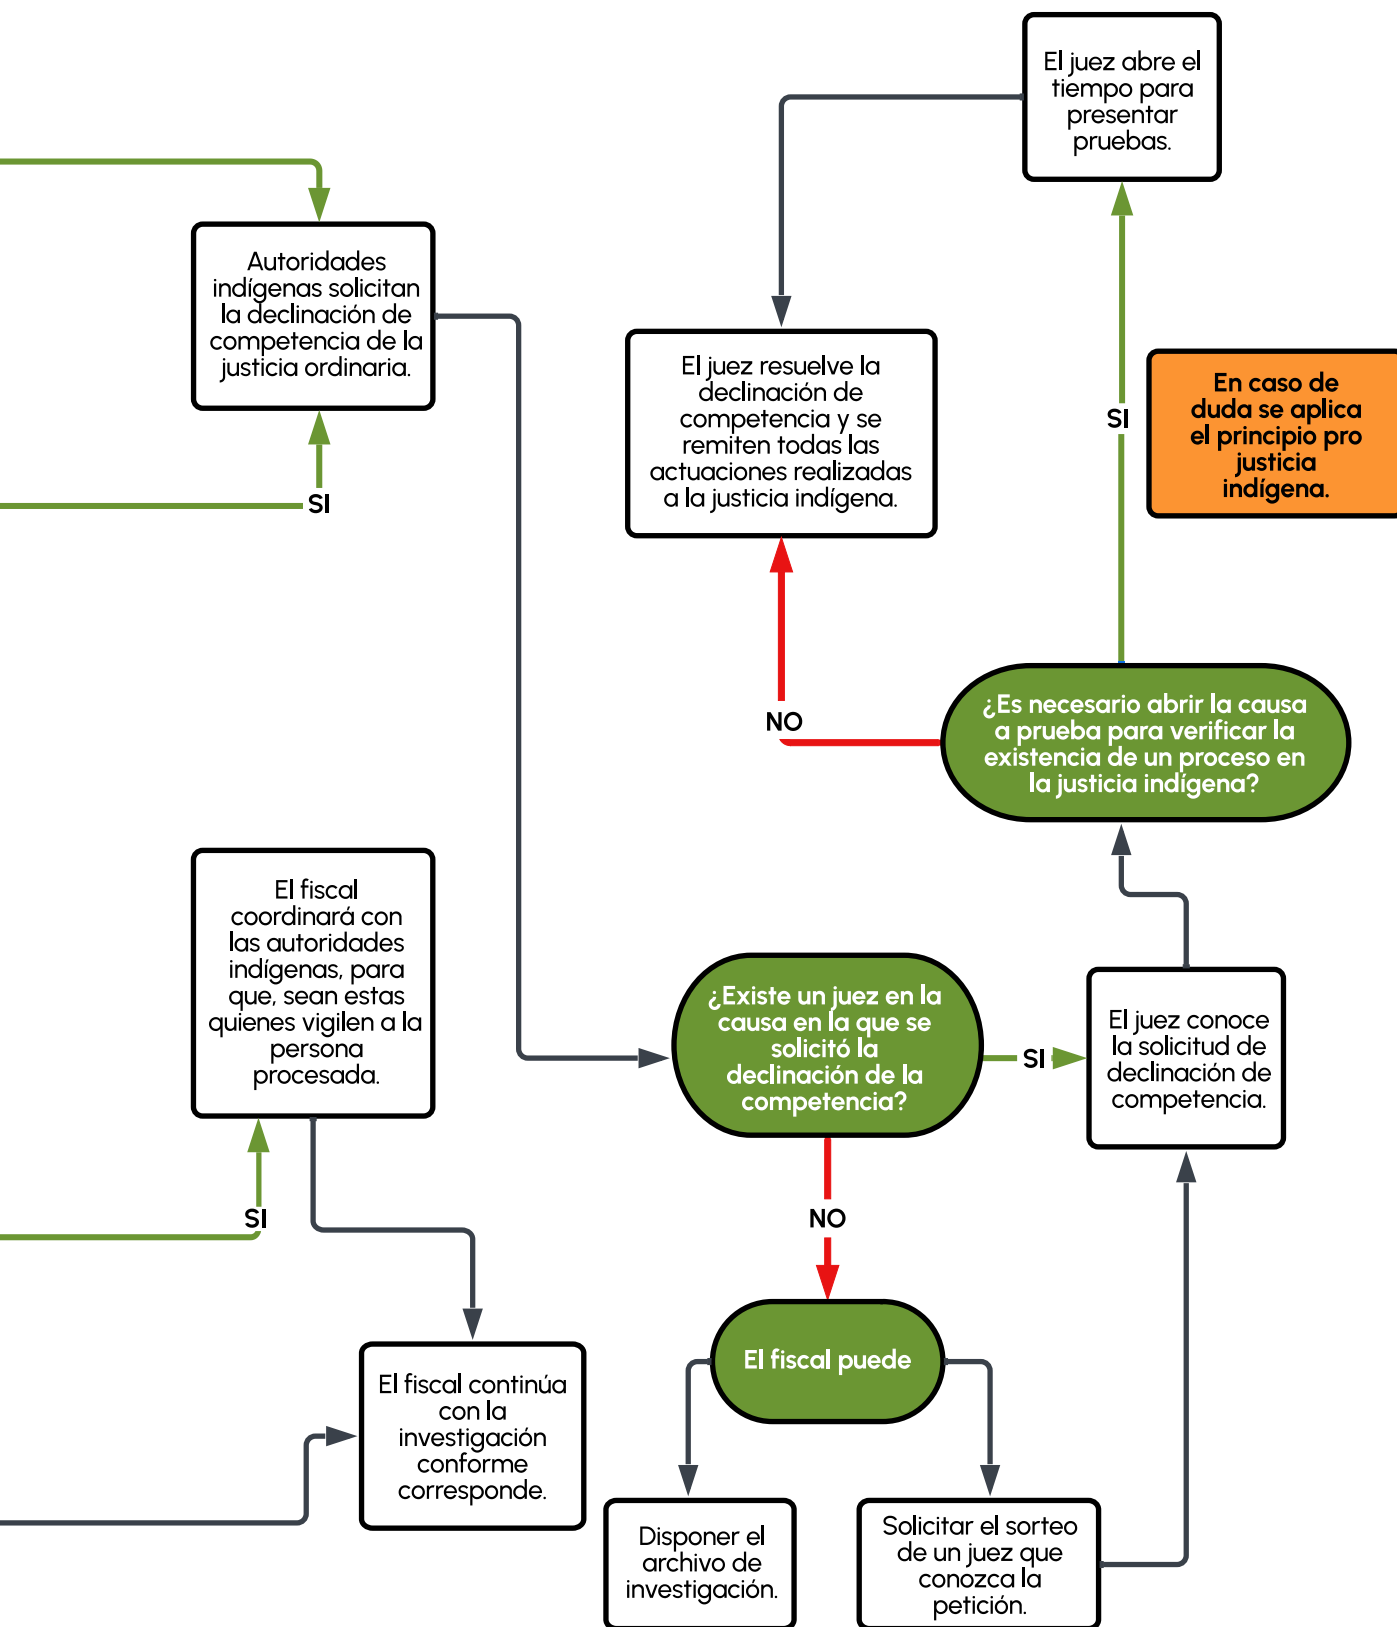 El juez abre el
tiempo para
presentar
pruebas.
Autoridades
indígenas solicitan
la declinación de
competencia de la
justicia ordinaria.
SI
El juez resuelve la
declinación de
competencia y se
remiten todas las
actuaciones realizadas
a la justicia indígena.
SI
En caso de
duda se aplica
el principio pro
justicia
indígena.
NO
¿Es necesario abrir la causa
a prueba para verificar la
existencia de un proceso en
la justicia indígena?
El fiscal
coordinará con
las autoridades
indígenas, para
que, sean estas
quienes vigilen a la
persona
procesada.
SI
¿Existe un juez en la
causa en la que se
solicitó la
declinación de la
competencia?
SI
El juez conoce
la solicitud de
declinación de
competencia.
NO
El fiscal puede
El fiscal continúa
con la
investigación
conforme
corresponde.
Disponer el
archivo de
investigación.
Solicitar el sorteo
de un juez que
conozca la
petición.